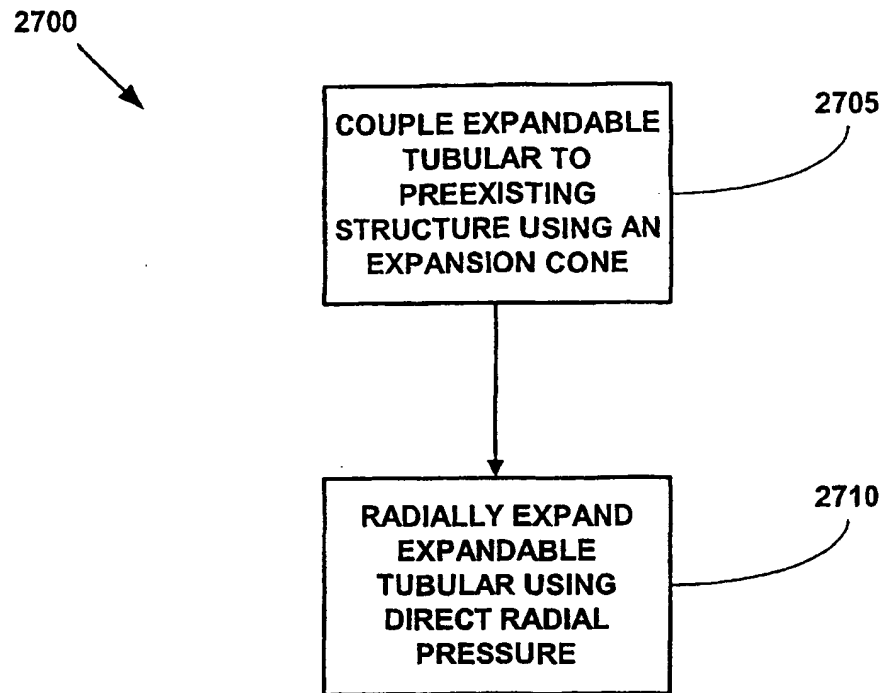 2700
COUPLE EXPANDABLE
TUBULAR TO
PREEXISTING
STRUCTURE USING AN
EXPANSION CONE
2705
RADIALLY EXPAND
EXPANDABLE
TUBULAR USING
DIRECT RADIAL
PRESSURE
2710